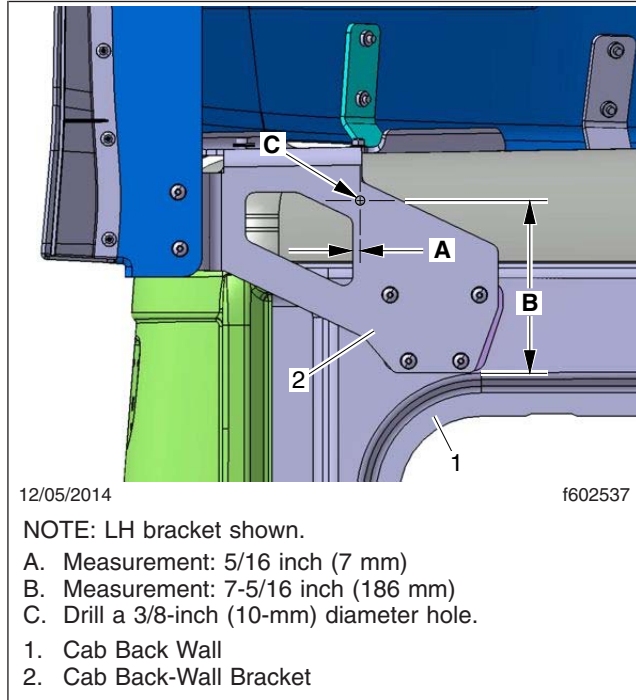 C
A
B
2
1
12/05/2014 f602537
NOTE: LH bracket shown.
A. Measurement: 5/16 inch (7 mm)
B. Measurement: 7-5/16 inch (186 mm)
C. Drill a 3/8-inch (10-mm) diameter hole.
1. Cab Back Wall
2. Cab Back-Wall Bracket